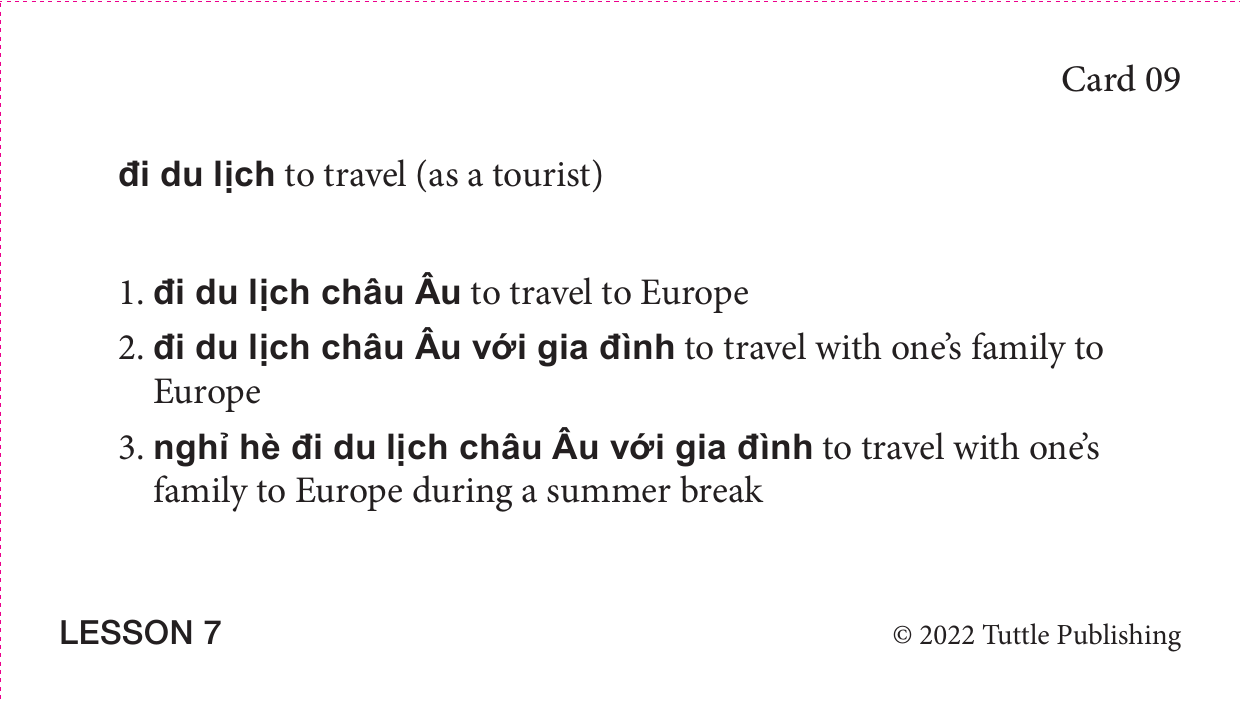 Card 09
đi du lịch to travel (as a tourist)
1. đi du lịch châu Âu to travel to Europe
2. đi du lịch châu Âu với gia đình to travel with one’s family to
Europe
3. nghỉ hè đi du lịch châu Âu với gia đình to travel with one’s
family to Europe during a summer break
LESSON 7
© 2022 Tuttle Publishing